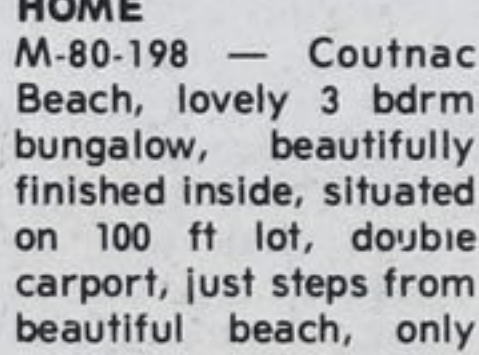 HOME
M-80-198 — Coutnac
Beach, lovely 3 bdrm
bungalow, beautifully
finished inside, situated
on 100 ft lot, double
carport, just steps from
beautiful beach, only